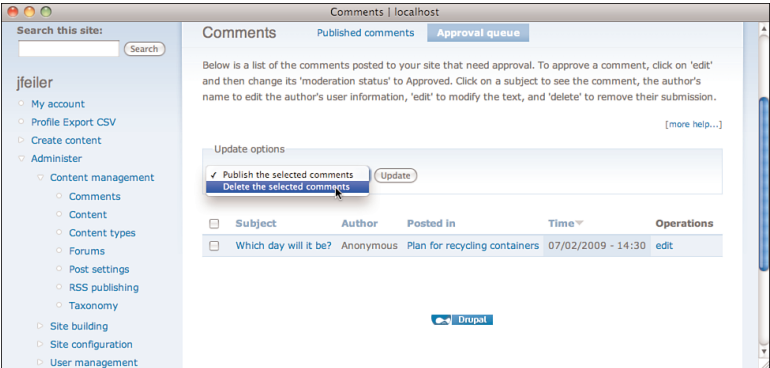 Comments | localhost
Search this site:
Search
jfeiler
My account
Profile Export CSV
Create content
Administer
Content management
Comments
Content
Content types
Forums
Post settings
RSS publishing
Taxonomy
Site building
Site configuration
User management
Comments Published comments Approval queue
Below is a list of the comments posted to your site that need approval. To approve a comment, click on 'edit'
and then change its 'moderation status' to Approved. Click on a subject to see the comment, the author's
name to edit the author's user information, 'edit' to modify the text, and 'delete' to remove their submission.
[more help...]
Update options
✓ Publish the selected comments Update
Delete the selected comments
Subject Author Posted in Time Operations
Which day will it be? Anonymous Plan for recycling containers 07/02/2009 - 14:30 edit
Drupal